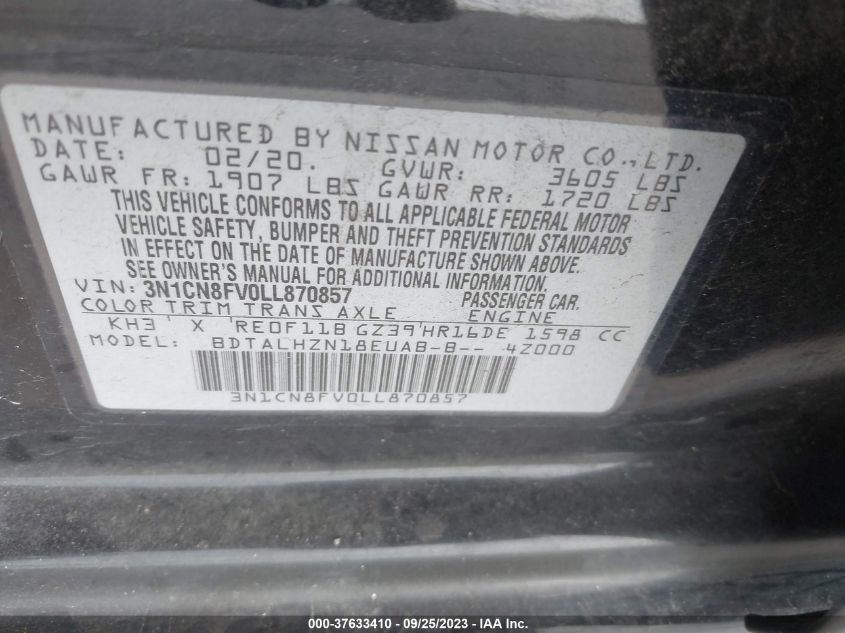 MANUFACTURED BY NISSAN MOTOR CO., LTD.
DATE: 02/20. GVWR: 3605 LBS
GAWR FR: 1907 LBS GAWR RR: 1720 LBS
THIS VEHICLE CONFORMS TO ALL APPLICABLE FEDERAL MOTOR
VEHICLE SAFETY, BUMPER AND THEFT PREVENTION STANDARDS
IN EFFECT ON THE DATE OF MANUFACTURE SHOWN ABOVE.
SEE OWNER'S MANUAL FOR ADDITIONAL INFORMATION.
VIN: 3N1CN8FV0LL870857 PASSENGER CAR.
COLOR TRIM TRANS AXLE ENGINE
KH3 X RE0F11B GZ39 HR16DE 1598 CC
MODEL: BDTALHZN18EUAB-B-- 4Z000
3N1CN8FV0LL870857
000-37633410 - 09/25/2023 - IAA Inc.